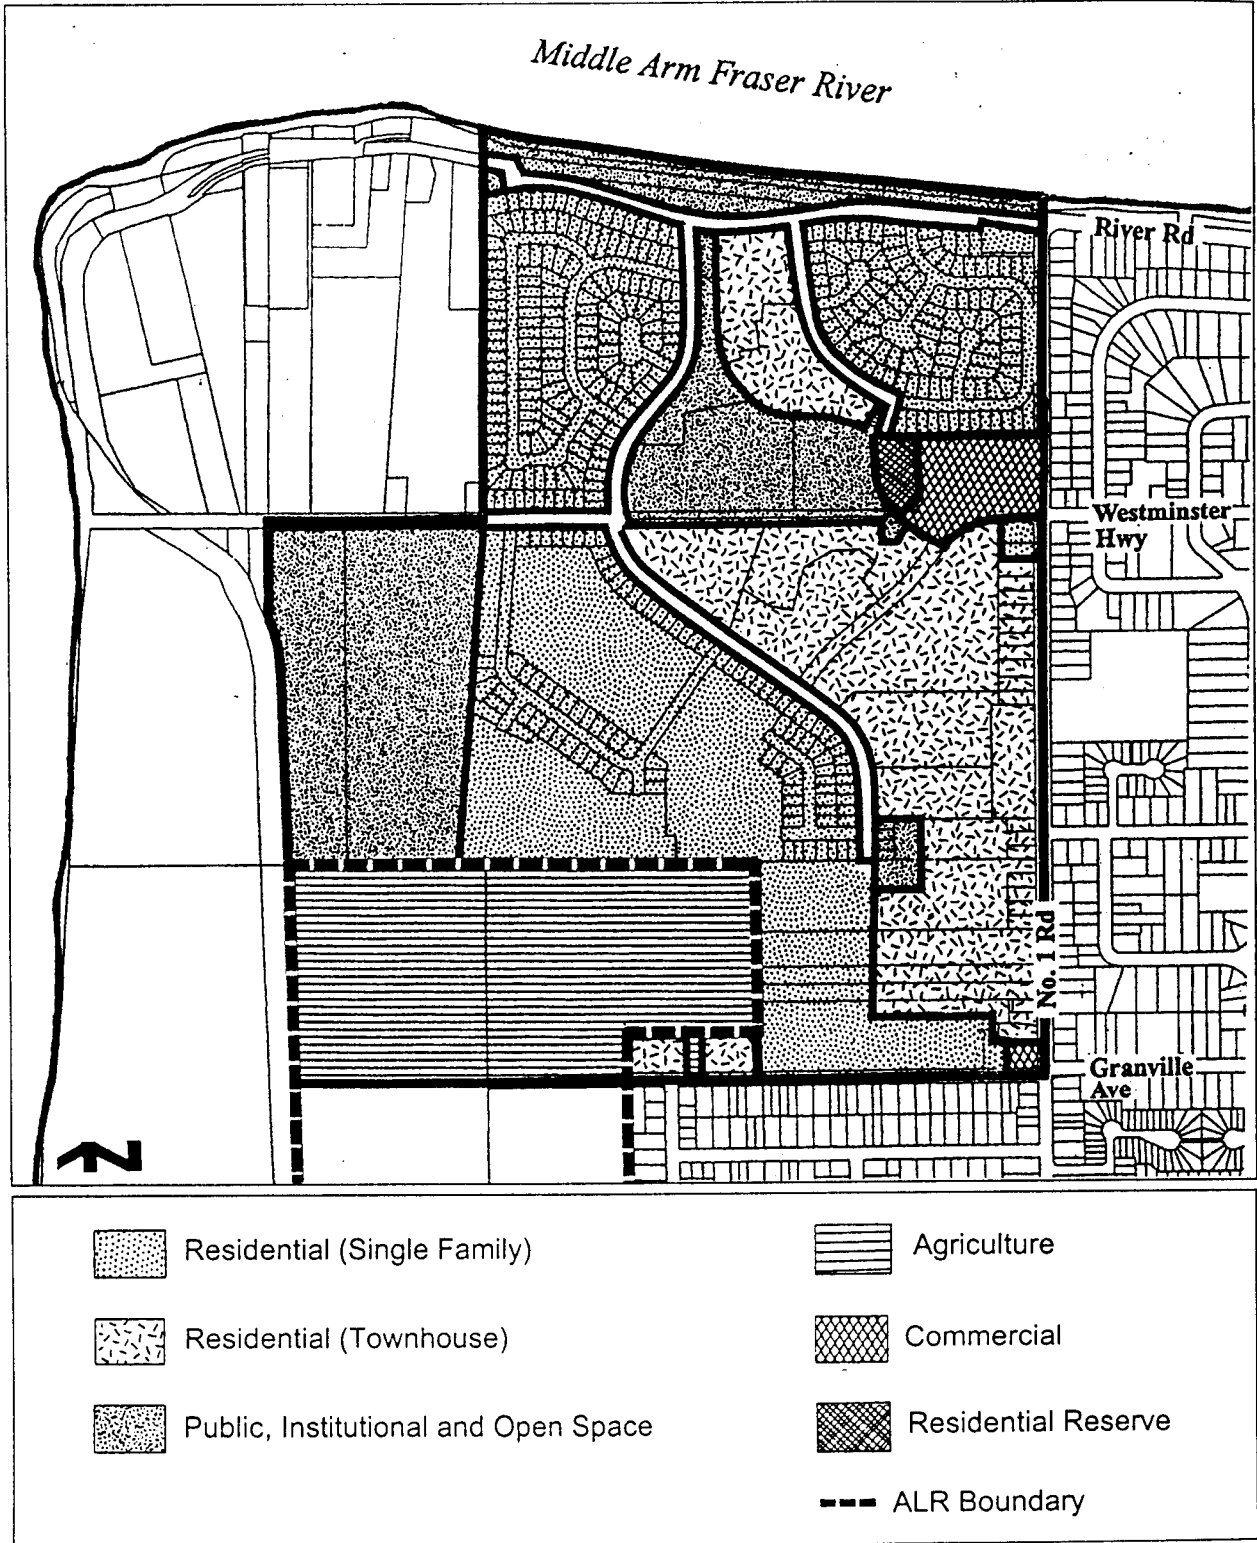 Middle Arm Fraser River
River Rd
Westminster
Hwy
No. 1 Rd
Granville
Ave
N
Residential (Single Family)
Agriculture
Residential (Townhouse)
Commercial
Public, Institutional and Open Space
Residential Reserve
ALR Boundary